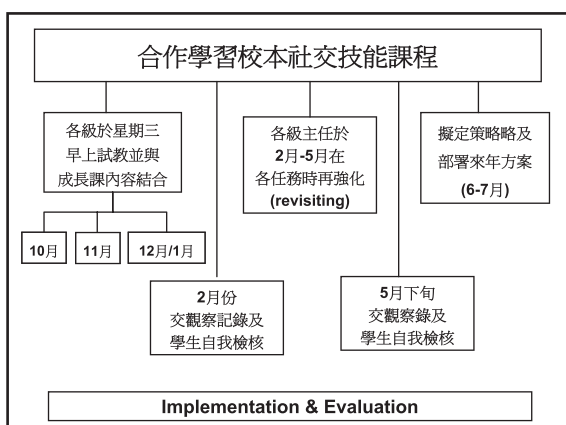 合作學習校本社交技能課程
各級於星期三
早上試教並與
成長課內容結合
10月
11月
12月/1月
2月份
交觀察記錄及
學生自我檢核
各級主任於
2月-5月在
各任務時再強化
(revisiting)
5月下旬
交觀察錄及
學生自我檢核
擬定策略略及
部署來年方案
(6-7月)
Implementation & Evaluation